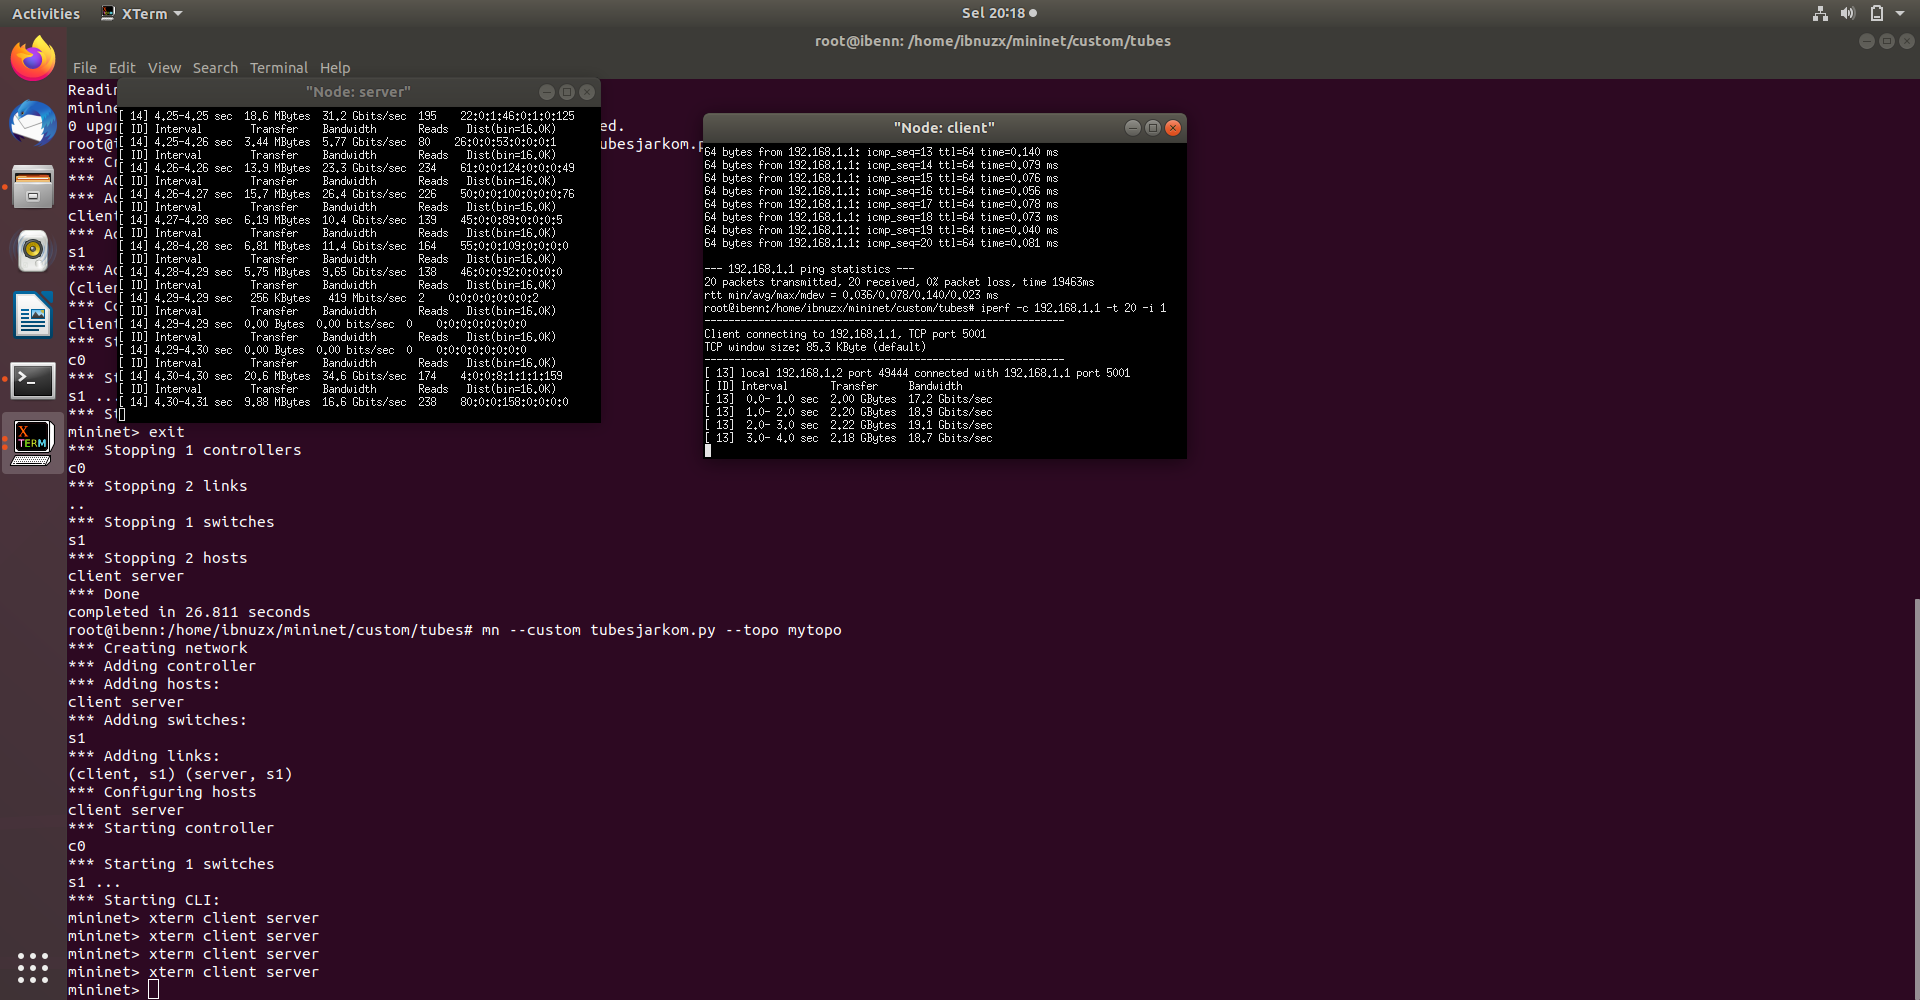 Activities
XTerm
Sel 20:18
root@ibenn: /home/ibnuzx/mininet/custom/tubes
File Edit View Search Terminal Help
Readin
minine
0 upgr
ed.
root@i
tubesjarkom.p
*** Cr
*** Ad
*** Ad
client
*** Ad
s1
*** Ad
(clien
*** Co
client
*** St
c0
*** St
s1 ...
*** St
"Node: server"
[ 14] 4.25-4.25 sec 18.6 MBytes 31.2 Gbits/sec 195 22:0:1:46:0:1:0:125
[ ID] Interval Transfer Bandwidth Reads Dist(bin=16.0K)
[ 14] 4.25-4.26 sec 3.44 MBytes 5.77 Gbits/sec 80 26:0:0:53:0:0:0:1
[ ID] Interval Transfer Bandwidth Reads Dist(bin=16.0K)
[ 14] 4.26-4.26 sec 13.9 MBytes 23.3 Gbits/sec 234 61:0:0:124:0:0:0:49
[ ID] Interval Transfer Bandwidth Reads Dist(bin=16.0K)
[ 14] 4.26-4.27 sec 15.7 MBytes 26.4 Gbits/sec 226 50:0:0:100:0:0:0:76
[ ID] Interval Transfer Bandwidth Reads Dist(bin=16.0K)
[ 14] 4.27-4.28 sec 6.19 MBytes 10.4 Gbits/sec 139 45:0:0:89:0:0:0:5
[ ID] Interval Transfer Bandwidth Reads Dist(bin=16.0K)
[ 14] 4.28-4.28 sec 6.81 MBytes 11.4 Gbits/sec 164 55:0:0:109:0:0:0:0
[ ID] Interval Transfer Bandwidth Reads Dist(bin=16.0K)
[ 14] 4.28-4.29 sec 5.75 MBytes 9.65 Gbits/sec 138 46:0:0:92:0:0:0:0
[ ID] Interval Transfer Bandwidth Reads Dist(bin=16.0K)
[ 14] 4.29-4.29 sec 256 KBytes 419 Mbits/sec 2 0:0:0:0:0:0:0:2
[ ID] Interval Transfer Bandwidth Reads Dist(bin=16.0K)
[ 14] 4.29-4.29 sec 0.00 Bytes 0.00 bits/sec 0 0:0:0:0:0:0:0:0
[ ID] Interval Transfer Bandwidth Reads Dist(bin=16.0K)
[ 14] 4.29-4.30 sec 0.00 Bytes 0.00 bits/sec 0 0:0:0:0:0:0:0:0
[ ID] Interval Transfer Bandwidth Reads Dist(bin=16.0K)
[ 14] 4.30-4.30 sec 20.6 MBytes 34.6 Gbits/sec 174 4:0:0:8:1:1:1:159
[ ID] Interval Transfer Bandwidth Reads Dist(bin=16.0K)
[ 14] 4.30-4.31 sec 9.88 MBytes 16.6 Gbits/sec 238 80:0:0:158:0:0:0:0
"Node: client"
64 bytes from 192.168.1.1: icmp_seq=13 ttl=64 time=0.140 ms
64 bytes from 192.168.1.1: icmp_seq=14 ttl=64 time=0.079 ms
64 bytes from 192.168.1.1: icmp_seq=15 ttl=64 time=0.076 ms
64 bytes from 192.168.1.1: icmp_seq=16 ttl=64 time=0.056 ms
64 bytes from 192.168.1.1: icmp_seq=17 ttl=64 time=0.078 ms
64 bytes from 192.168.1.1: icmp_seq=18 ttl=64 time=0.073 ms
64 bytes from 192.168.1.1: icmp_seq=19 ttl=64 time=0.040 ms
64 bytes from 192.168.1.1: icmp_seq=20 ttl=64 time=0.081 ms
--- 192.168.1.1 ping statistics ---
20 packets transmitted, 20 received, 0% packet loss, time 19463ms
rtt min/avg/max/mdev = 0.036/0.078/0.140/0.023 ms
root@ibenn:/home/ibnuzx/mininet/custom/tubes# iperf -c 192.168.1.1 -t 20 -i 1
------------------------------------------------------------
Client connecting to 192.168.1.1, TCP port 5001
TCP window size: 85.3 KByte (default)
------------------------------------------------------------
[ 13] local 192.168.1.2 port 49444 connected with 192.168.1.1 port 5001
[ ID] Interval Transfer Bandwidth
[ 13] 0.0- 1.0 sec 2.00 GBytes 17.2 Gbits/sec
[ 13] 1.0- 2.0 sec 2.20 GBytes 18.9 Gbits/sec
[ 13] 2.0- 3.0 sec 2.22 GBytes 19.1 Gbits/sec
[ 13] 3.0- 4.0 sec 2.18 GBytes 18.7 Gbits/sec
mininet> exit
*** Stopping 1 controllers
c0
*** Stopping 2 links
..
*** Stopping 1 switches
s1
*** Stopping 2 hosts
client server
*** Done
completed in 26.811 seconds
root@ibenn:/home/ibnuzx/mininet/custom/tubes# mn --custom tubesjarkom.py --topo mytopo
*** Creating network
*** Adding controller
*** Adding hosts:
client server
*** Adding switches:
s1
*** Adding links:
(client, s1) (server, s1)
*** Configuring hosts
client server
*** Starting controller
c0
*** Starting 1 switches
s1 ...
*** Starting CLI:
mininet> xterm client server
mininet> xterm client server
mininet> xterm client server
mininet> xterm client server
mininet>
X
TERM